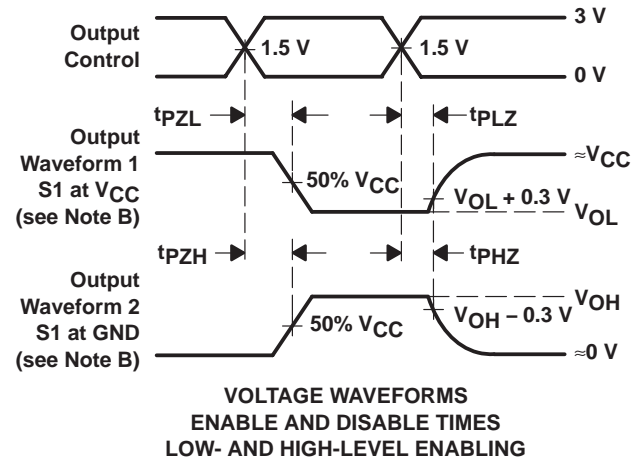 Output
Control
1.5 V
1.5 V
3 V
0 V
tPZL
tPLZ
Output
Waveform 1
S1 at VCC
(see Note B)
50% VCC
VOL + 0.3 V
≈VCC
VOL
tPZH
tPHZ
Output
Waveform 2
S1 at GND
(see Note B)
50% VCC
VOH – 0.3 V
VOH
≈0 V
VOLTAGE WAVEFORMS
ENABLE AND DISABLE TIMES
LOW- AND HIGH-LEVEL ENABLING